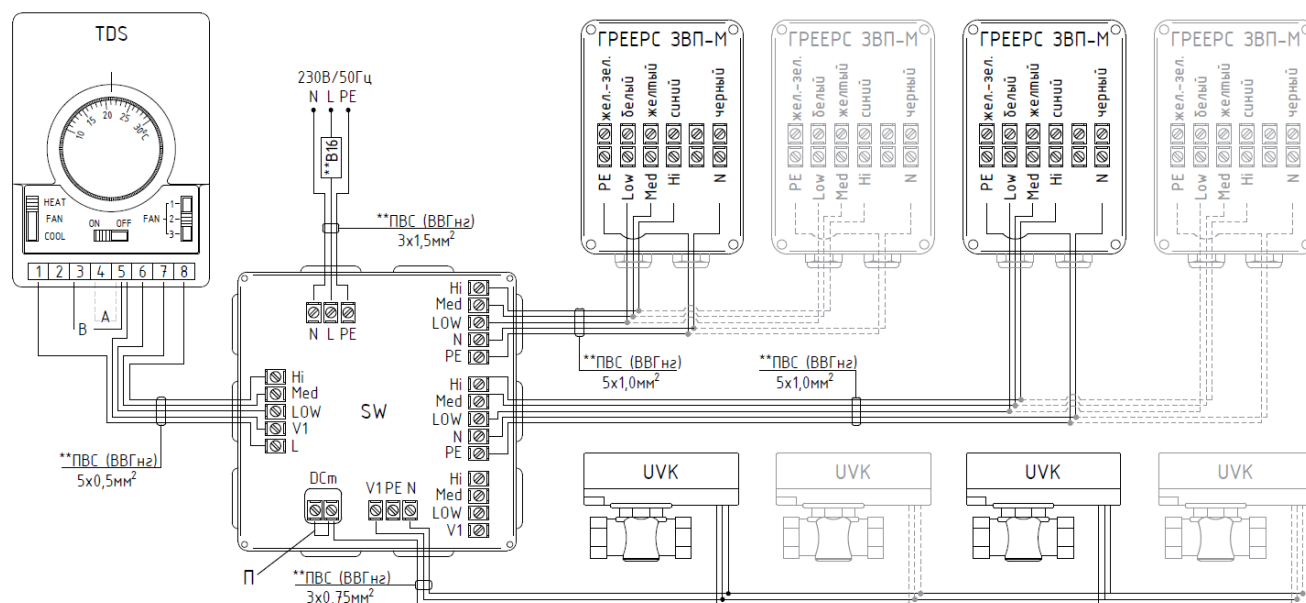 TDS
10 15 20 25 30°C
HEAT
FAN
COOL
ON OFF
FAN
1
2
3
1 2 3 4 5 6 7 8
A
B
230В/50Гц
N L PE
**В16
**ПВС (ВВГнг)
3х1,5мм²
N L PE
SW
Hi
Med
LOW
V1
L
**ПВС (ВВГнг)
5х0,5мм²
DCm
П
V1 PE N
**ПВС (ВВГнг)
3х0,75мм²
Hi
Med
LOW
N
PE
Hi
Med
LOW
N
PE
Hi
Med
LOW
V1
**ПВС (ВВГнг)
5х1,0мм²
**ПВС (ВВГнг)
5х1,0мм²
ГРЕЕРС ЗВП-М
жел.-зел.
белый
желтый
синий
черный
PE
Low
Med
Hi
N
ГРЕЕРС ЗВП-М
жел.-зел.
белый
желтый
синий
черный
PE
Low
Med
Hi
N
ГРЕЕРС ЗВП-М
жел.-зел.
белый
желтый
синий
черный
PE
Low
Med
Hi
N
ГРЕЕРС ЗВП-М
жел.-зел.
белый
желтый
синий
черный
PE
Low
Med
Hi
N
UVK
UVK
UVK
UVK